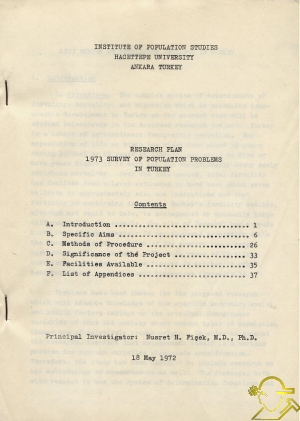 INSTITUTE OF POPULATION STUDIES
HACETTEPE UNIVERSITY
ANKARA TURKEY
RESEARCH PLAN
1973 SURVEY OF POPULATION PROBLEMS
IN TURKEY
Contents
A. Introduction .............................. 1
B. Specific Aims ............................. 6
C. Methods of Procedure ...................... 26
D. Significance of the Project ............... 33
E. Facilities Available ...................... 35
F. List of Appendices ........................ 37
Principal Investigator: Nusret H. Fişek, M.D., Ph.D.
18 May 1972